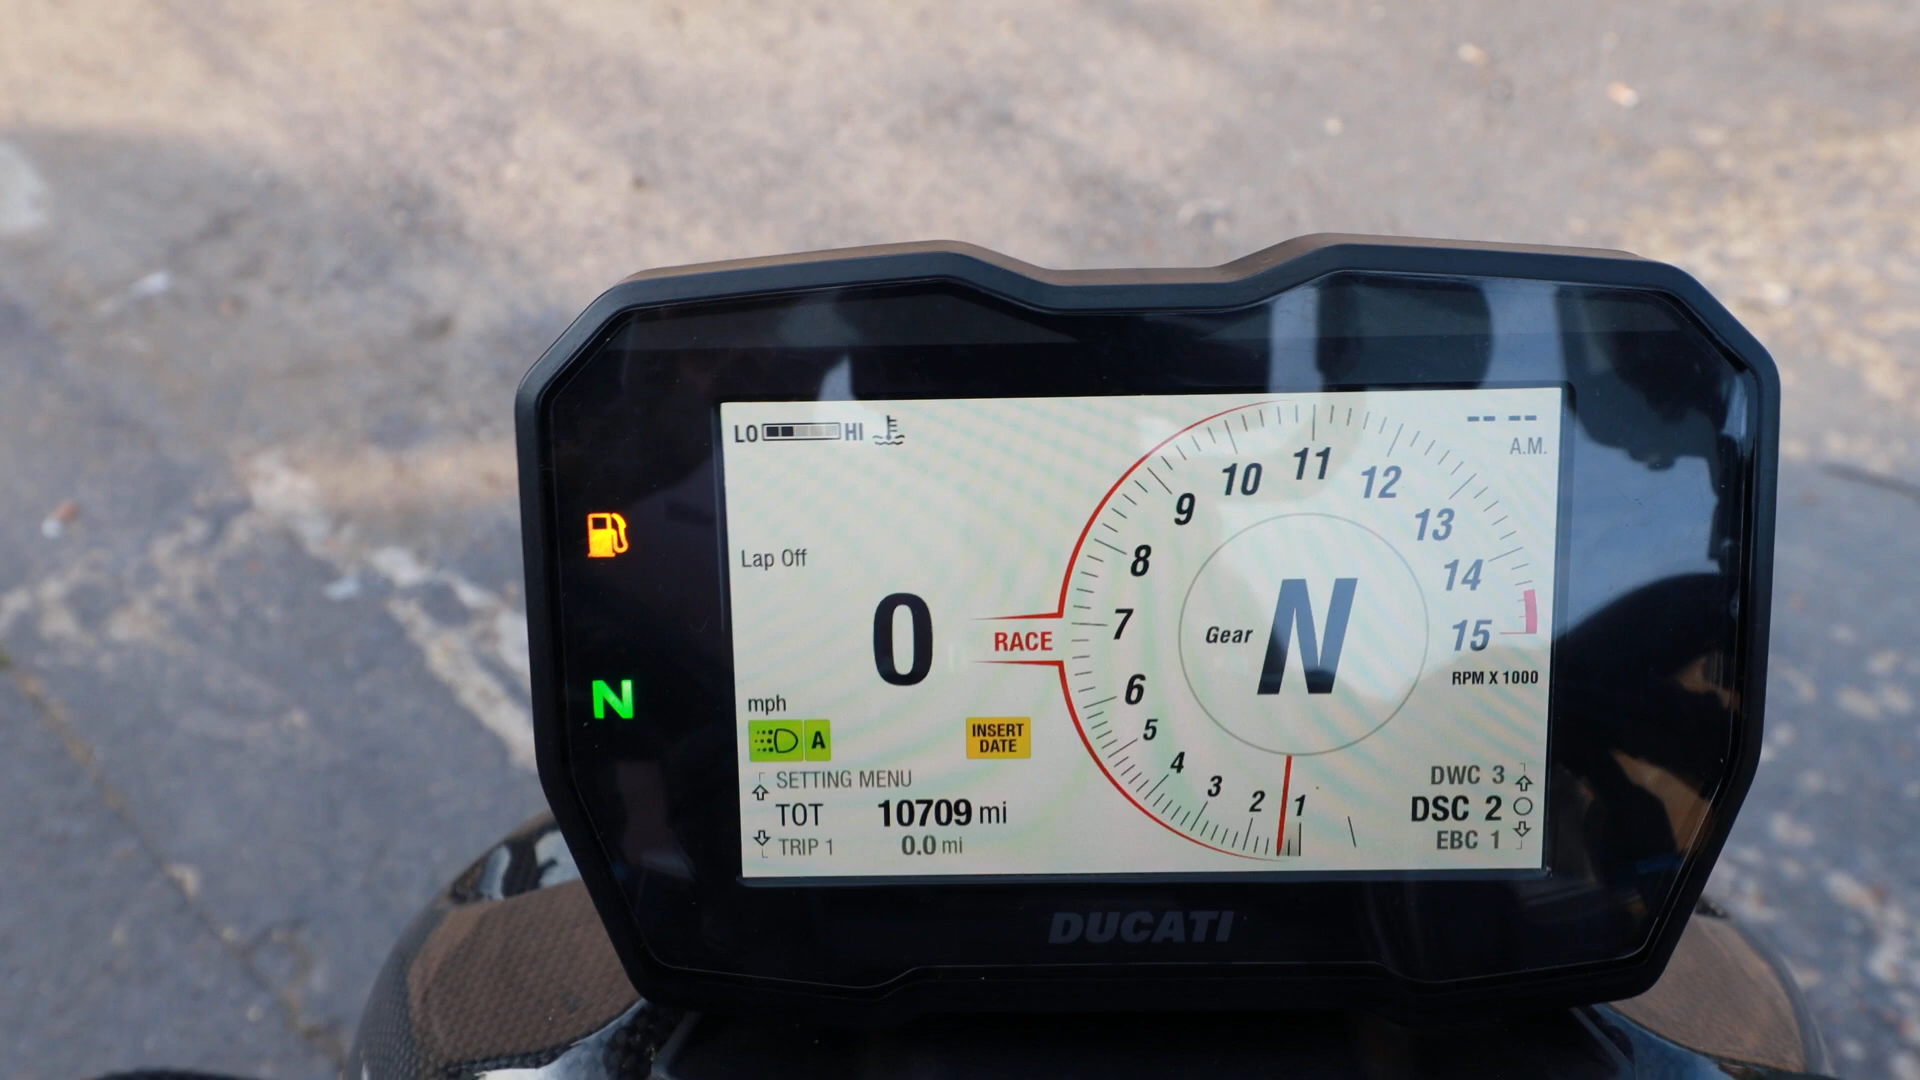 LO HI
-- --
A.M.
Lap Off
0
mph
RACE
A
INSERT
DATE
SETTING MENU
TOT 10709 mi
TRIP 1 0.0 mi
1
2
3
4
5
6
7
8
9
10
11
12
13
14
15
RPM X 1000
Gear N
DWC 3
DSC 2
EBC 1
N
DUCATI